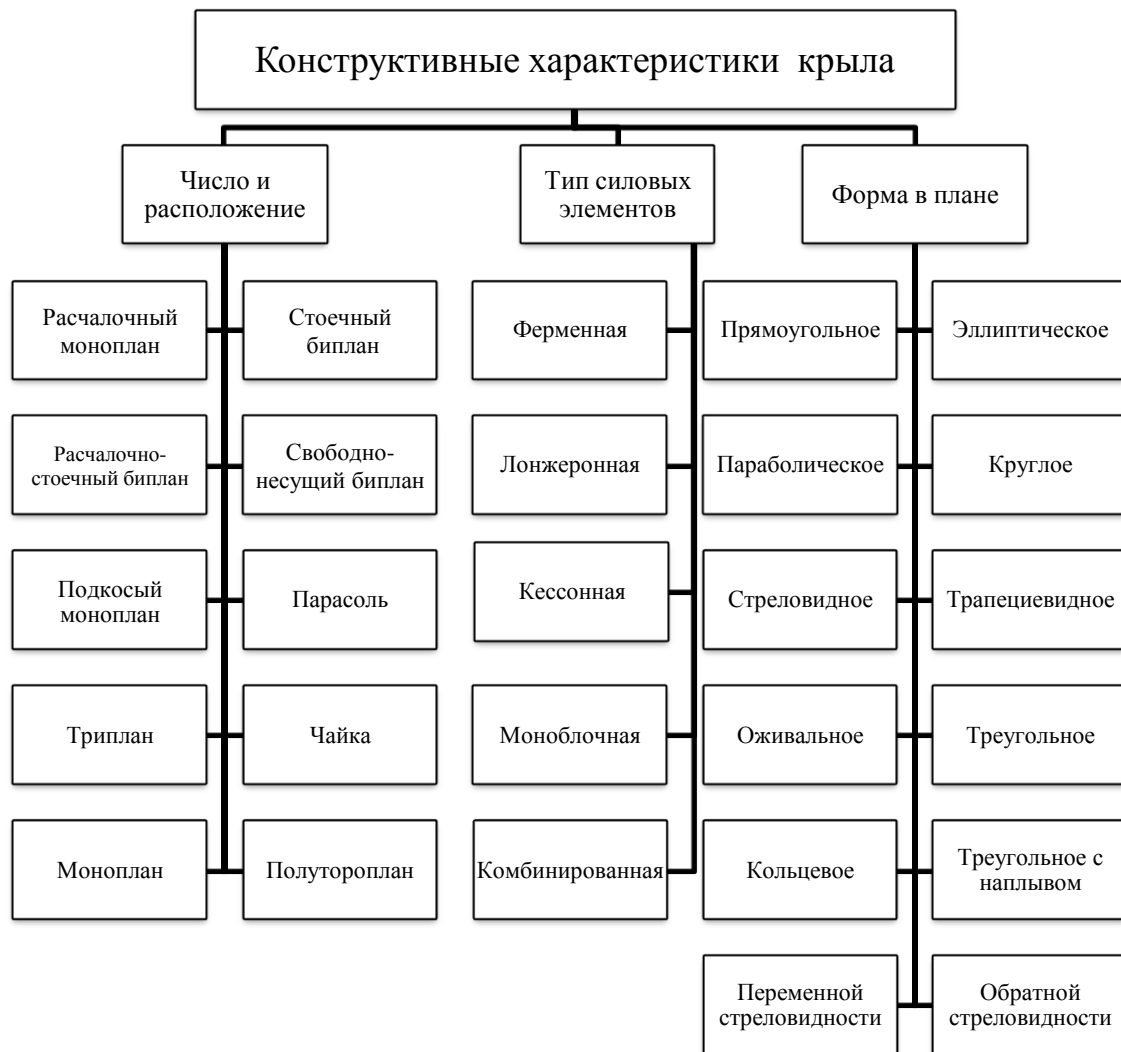 Конструктивные характеристики крыла
Число и
расположение
Тип силовых
элементов
Форма в плане
Расчалочный
моноплан
Стоечный
биплан
Ферменная
Прямоугольное
Эллиптическое
Расчалочно-
стоечный биплан
Свободно-
несущий биплан
Лонжеронная
Параболическое
Круглое
Подкосый
моноплан
Парасоль
Кессонная
Стреловидное
Трапециевидное
Триплан
Чайка
Моноблочная
Оживальное
Треугольное
Моноплан
Полутороплан
Комбинированная
Кольцевое
Треугольное с
наплывом
Переменной
стреловидности
Обратной
стреловидности